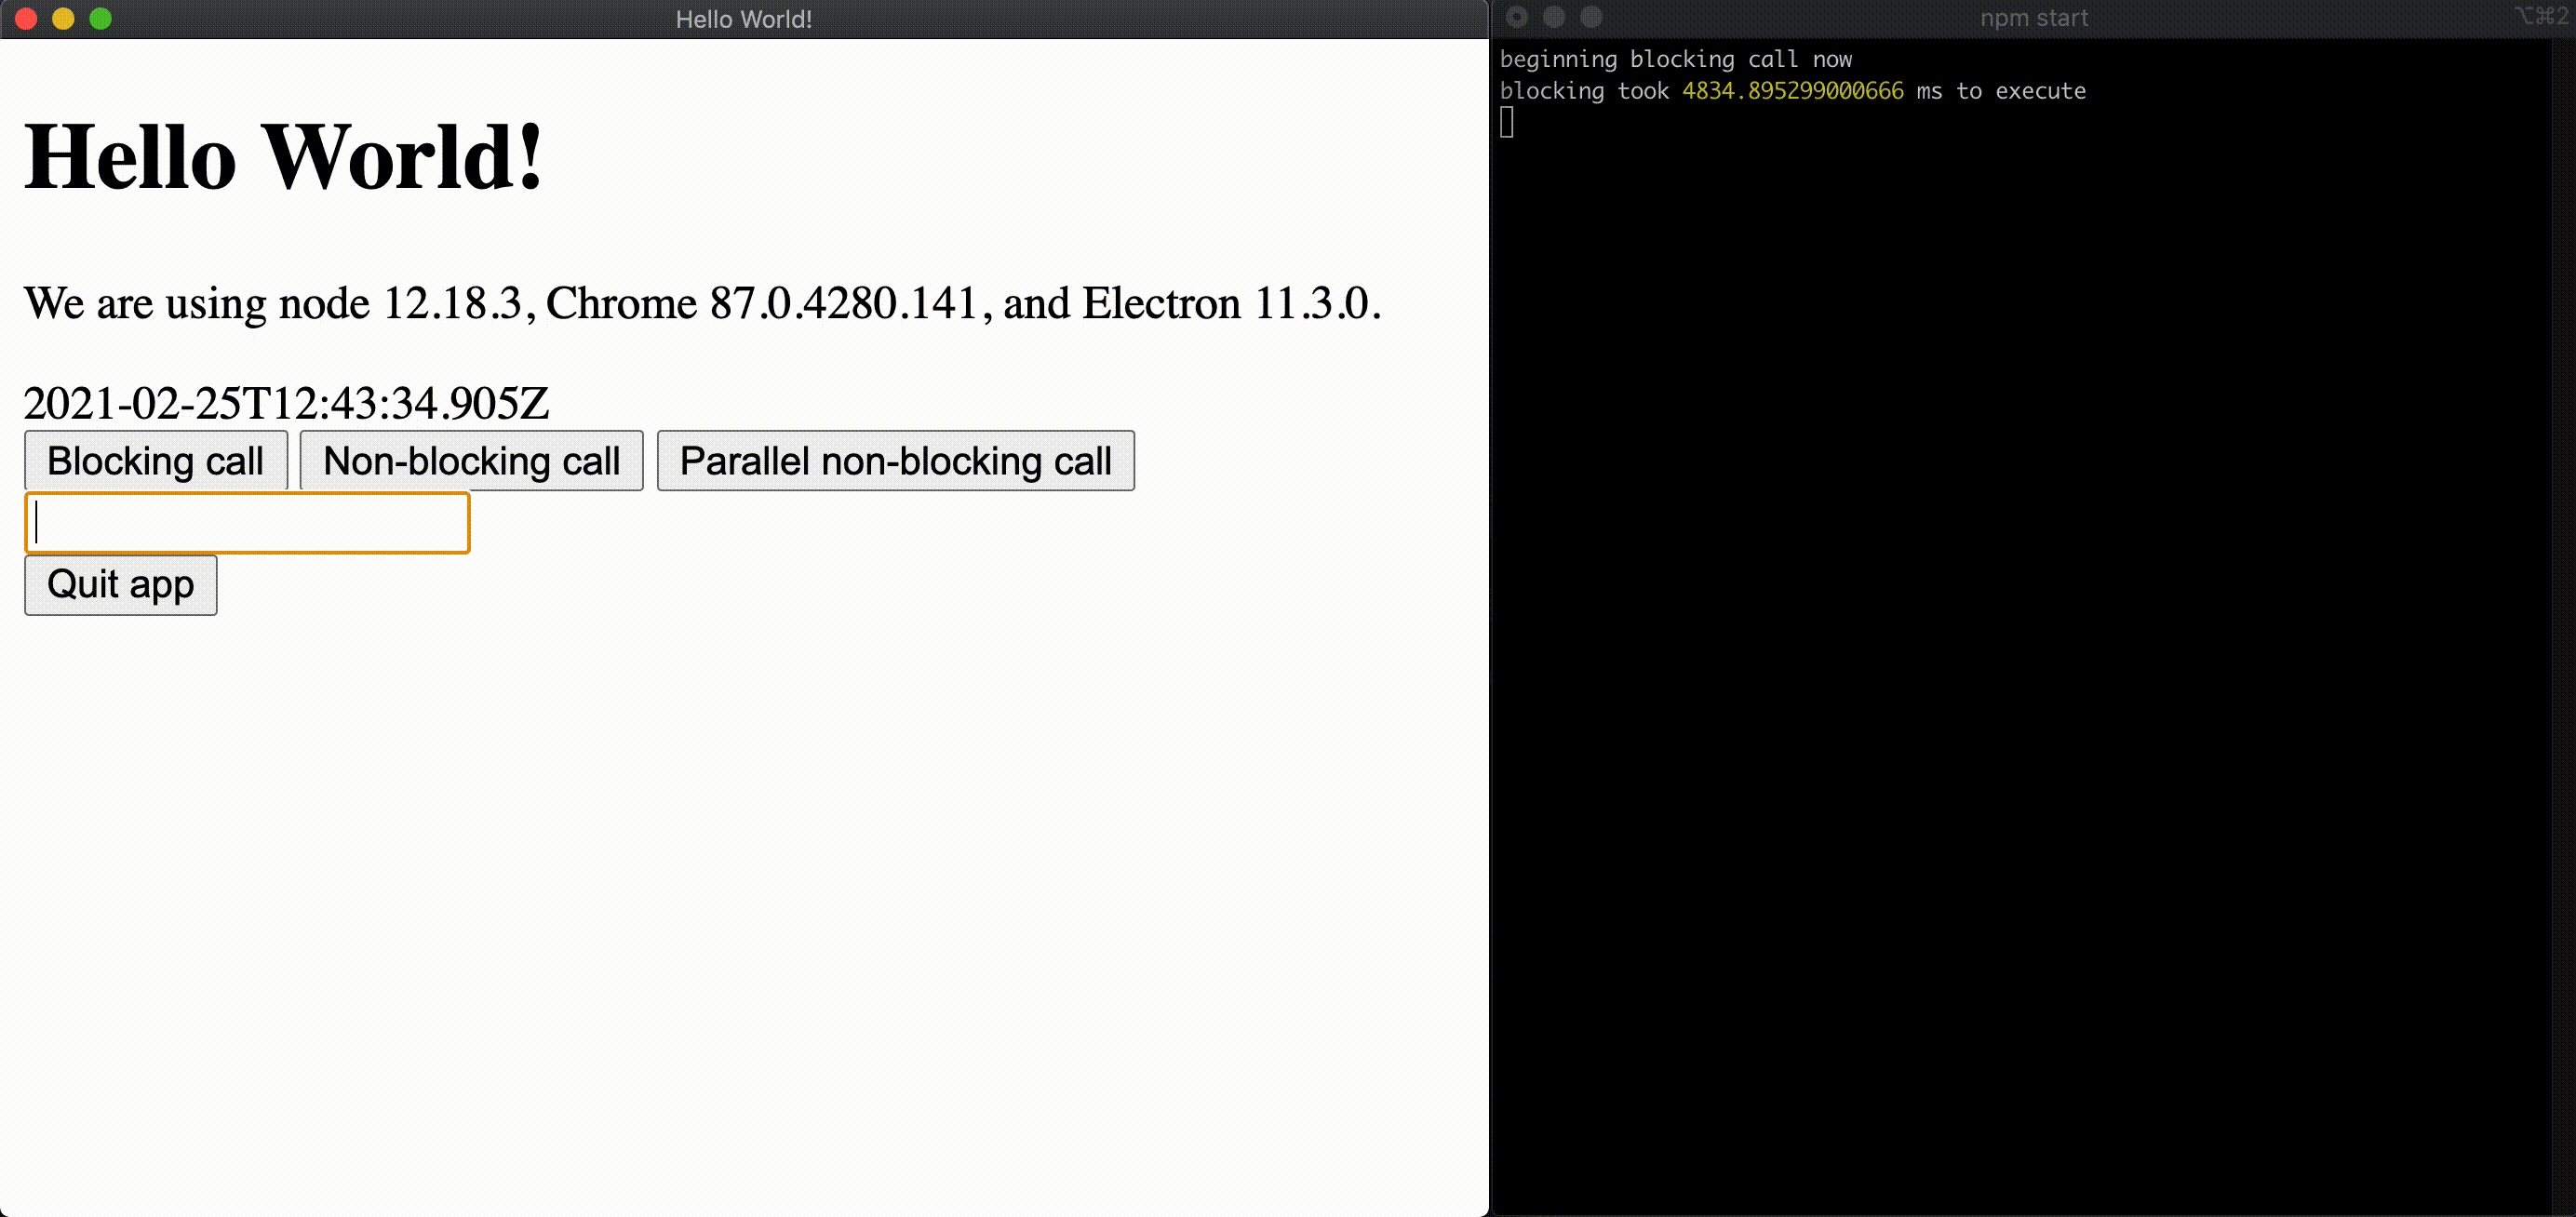 Hello World!
Hello World!
We are using node 12.18.3, Chrome 87.0.4280.141, and Electron 11.3.0.
2021-02-25T12:43:34.905Z
Blocking call Non-blocking call Parallel non-blocking call
Quit app
npm start ⌥⌘2
beginning blocking call now
blocking took 4834.895299000666 ms to execute